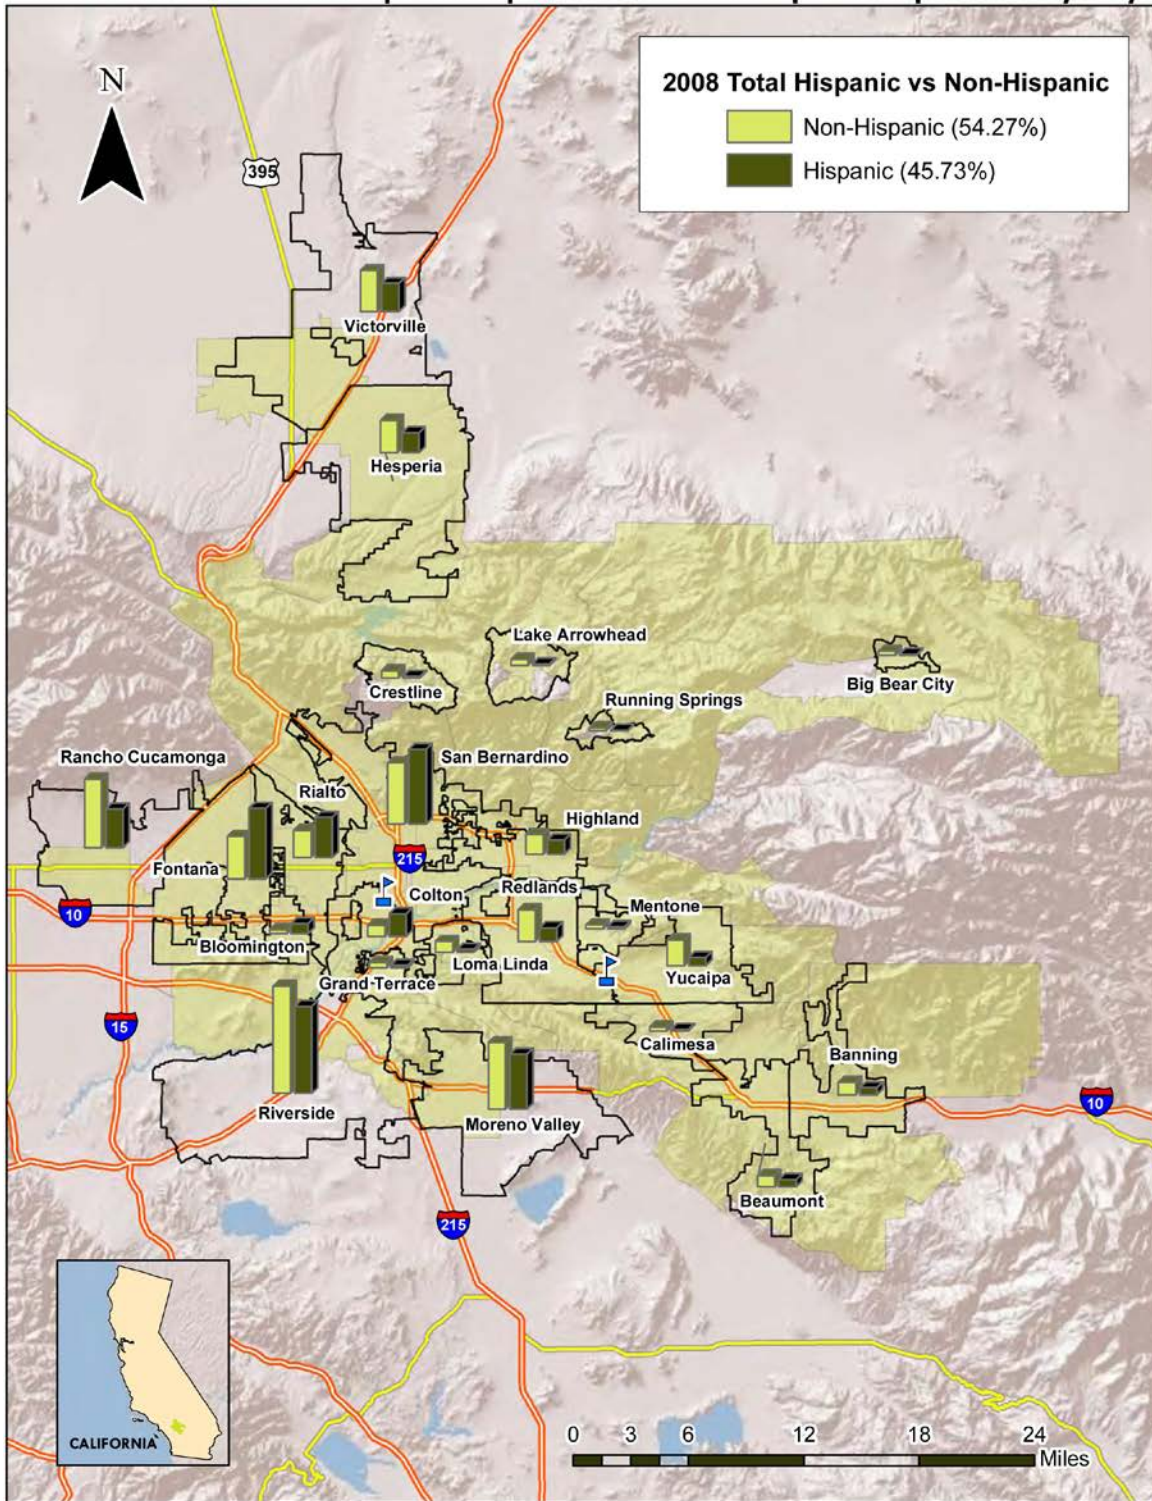 2008 Total Hispanic vs Non-Hispanic
Non-Hispanic (54.27%)
Hispanic (45.73%)
N
395
Victorville
Hesperia
Lake Arrowhead
Crestline
Big Bear City
Running Springs
Rancho Cucamonga
San Bernardino
Rialto
Highland
Fontana
215
Colton
Redlands
Mentone
10
Bloomington
Loma Linda
Yucaipa
Grand Terrace
15
Calimesa
Banning
Riverside
Moreno Valley
10
Beaumont
215
CALIFORNIA
0 3 6 12 18 24
Miles